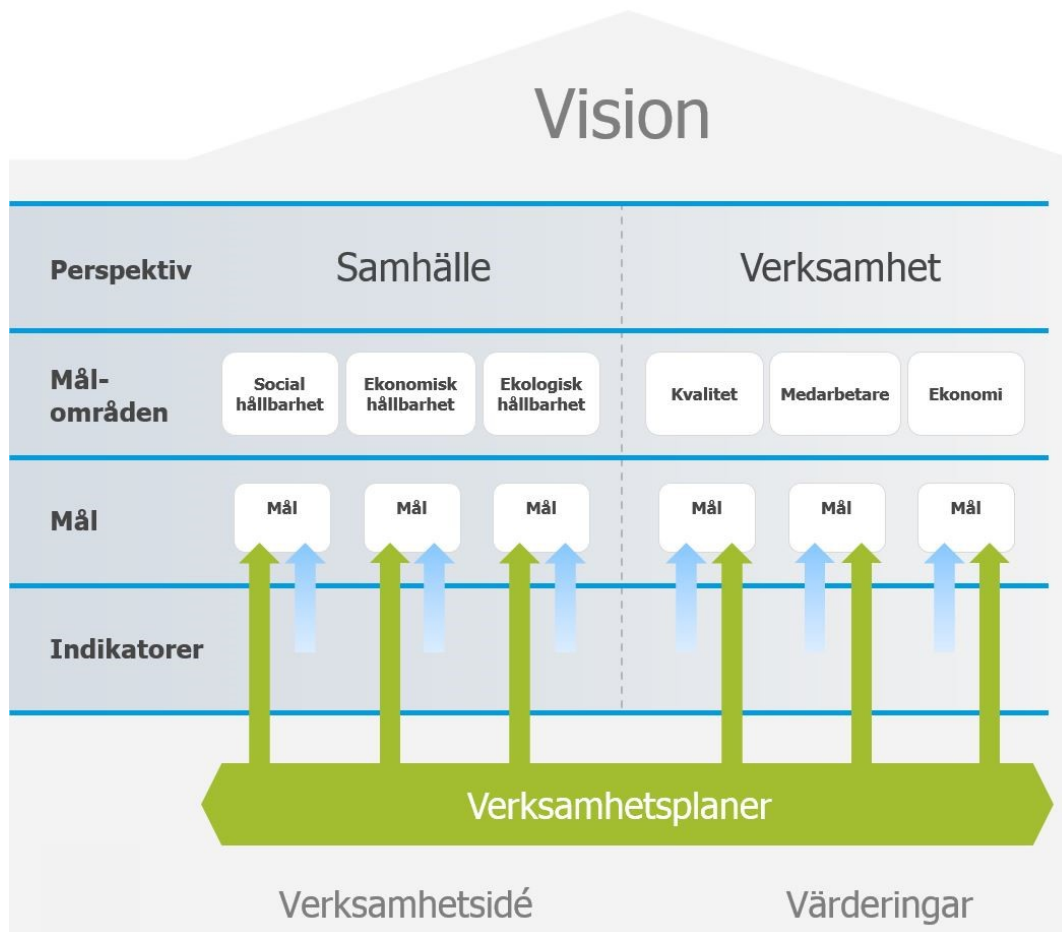 Vision
Perspektiv
Samhälle
Verksamhet
Mål-
områden
Social
hållbarhet
Ekonomisk
hållbarhet
Ekologisk
hållbarhet
Kvalitet
Medarbetare
Ekonomi
Mål
Mål
Mål
Mål
Mål
Mål
Mål
Indikatorer
Verksamhetsplaner
Verksamhetsidé
Värderingar